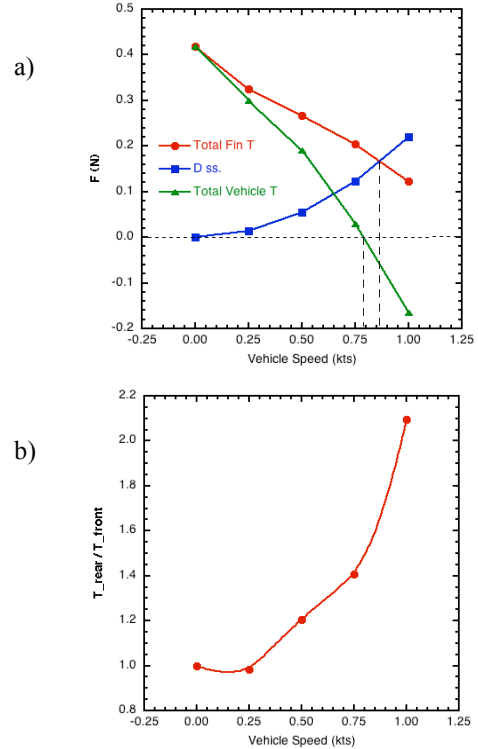 a)
0.5
0.4
0.3
0.2
0.1
0.0
-0.1
-0.2
F (N)
Total Fin T
D ss.
Total Vehicle T
-0.25 0.00 0.25 0.50 0.75 1.00 1.25
Vehicle Speed (kts)
b)
2.2
2.0
1.8
1.6
1.4
1.2
1.0
0.8
T_rear / T_front
-0.25 0.00 0.25 0.50 0.75 1.00 1.25
Vehicle Speed (kts)